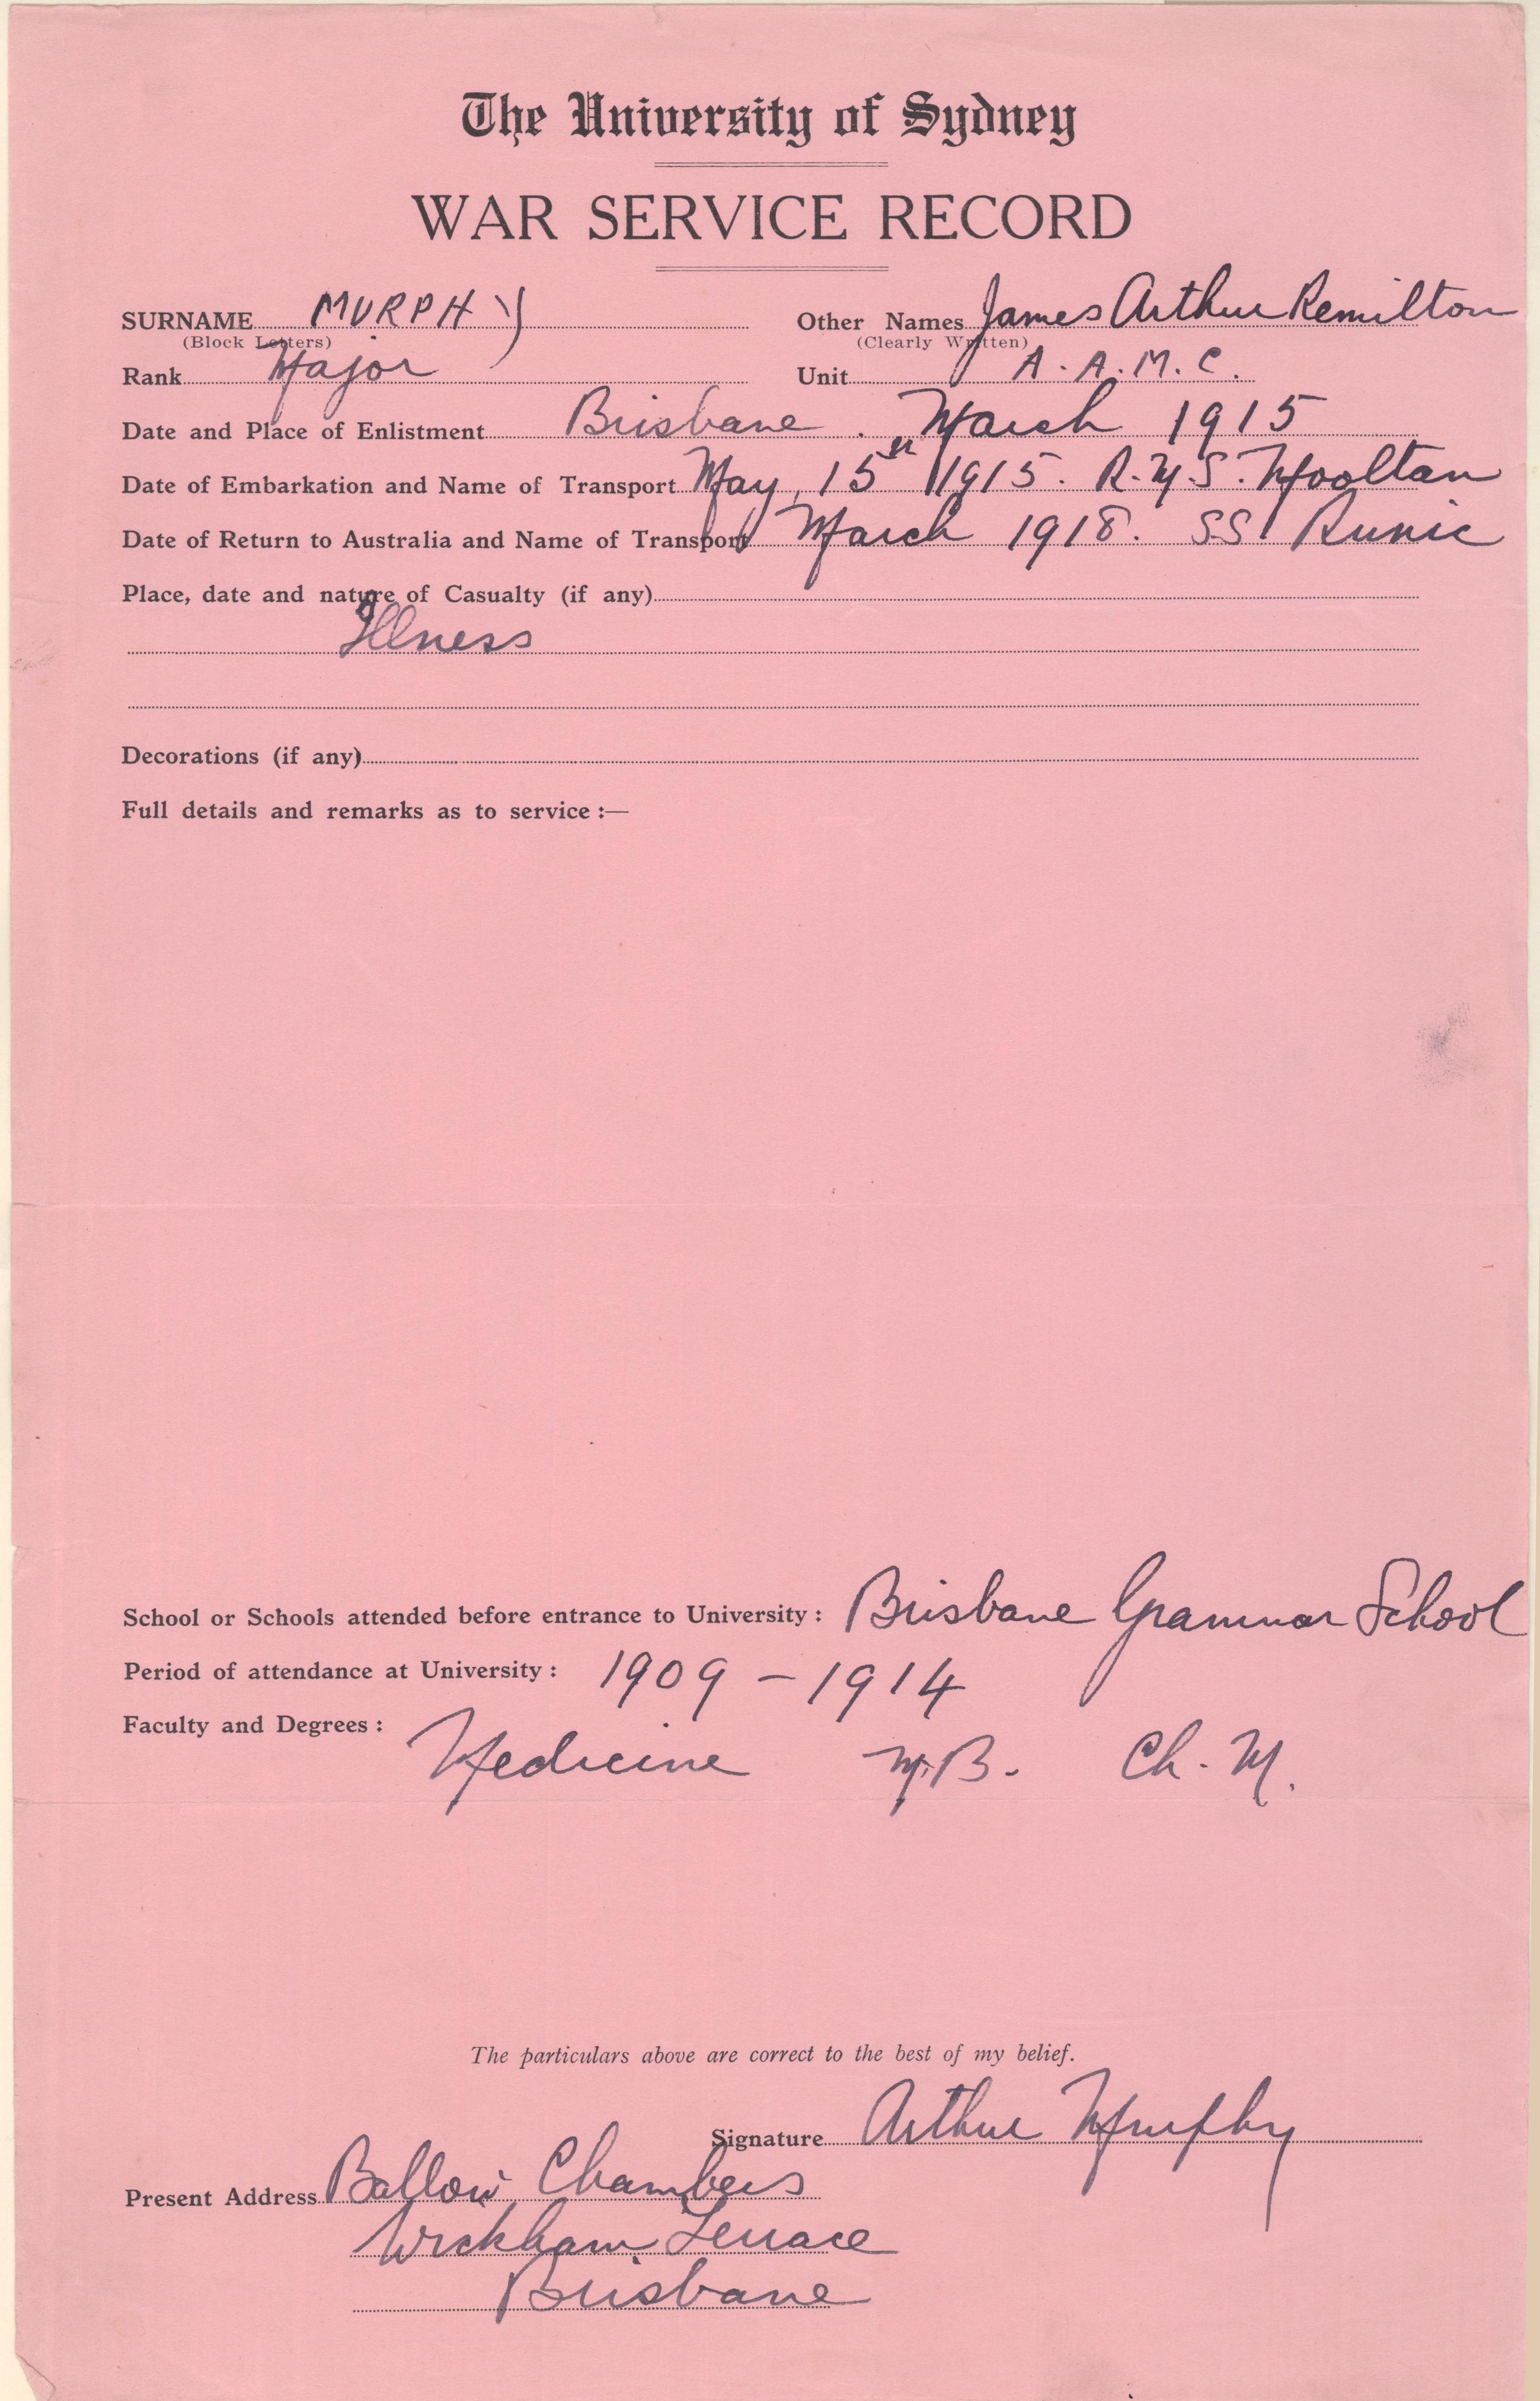 The University of Sydney
WAR SERVICE RECORD
SURNAME MURPHY Other Names James Arthur Remilton
(Block Letters) (Clearly Written)
Rank Major Unit A.A.M.C.
Date and Place of Enlistment Brisbane. March 1915
Date of Embarkation and Name of Transport May, 15th 1915. R.M.S. Mooltan
Date of Return to Australia and Name of Transport March 1918. SS Runic
Place, date and nature of Casualty (if any)
Illness
Decorations (if any)
Full details and remarks as to service :—
School or Schools attended before entrance to University : Brisbane Grammar School
Period of attendance at University : 1909 – 1914
Faculty and Degrees : Medicine M.B. Ch. M.
The particulars above are correct to the best of my belief.
Signature Arthur Murphy
Present Address Ballow Chambers
Wickham Terrace
Brisbane